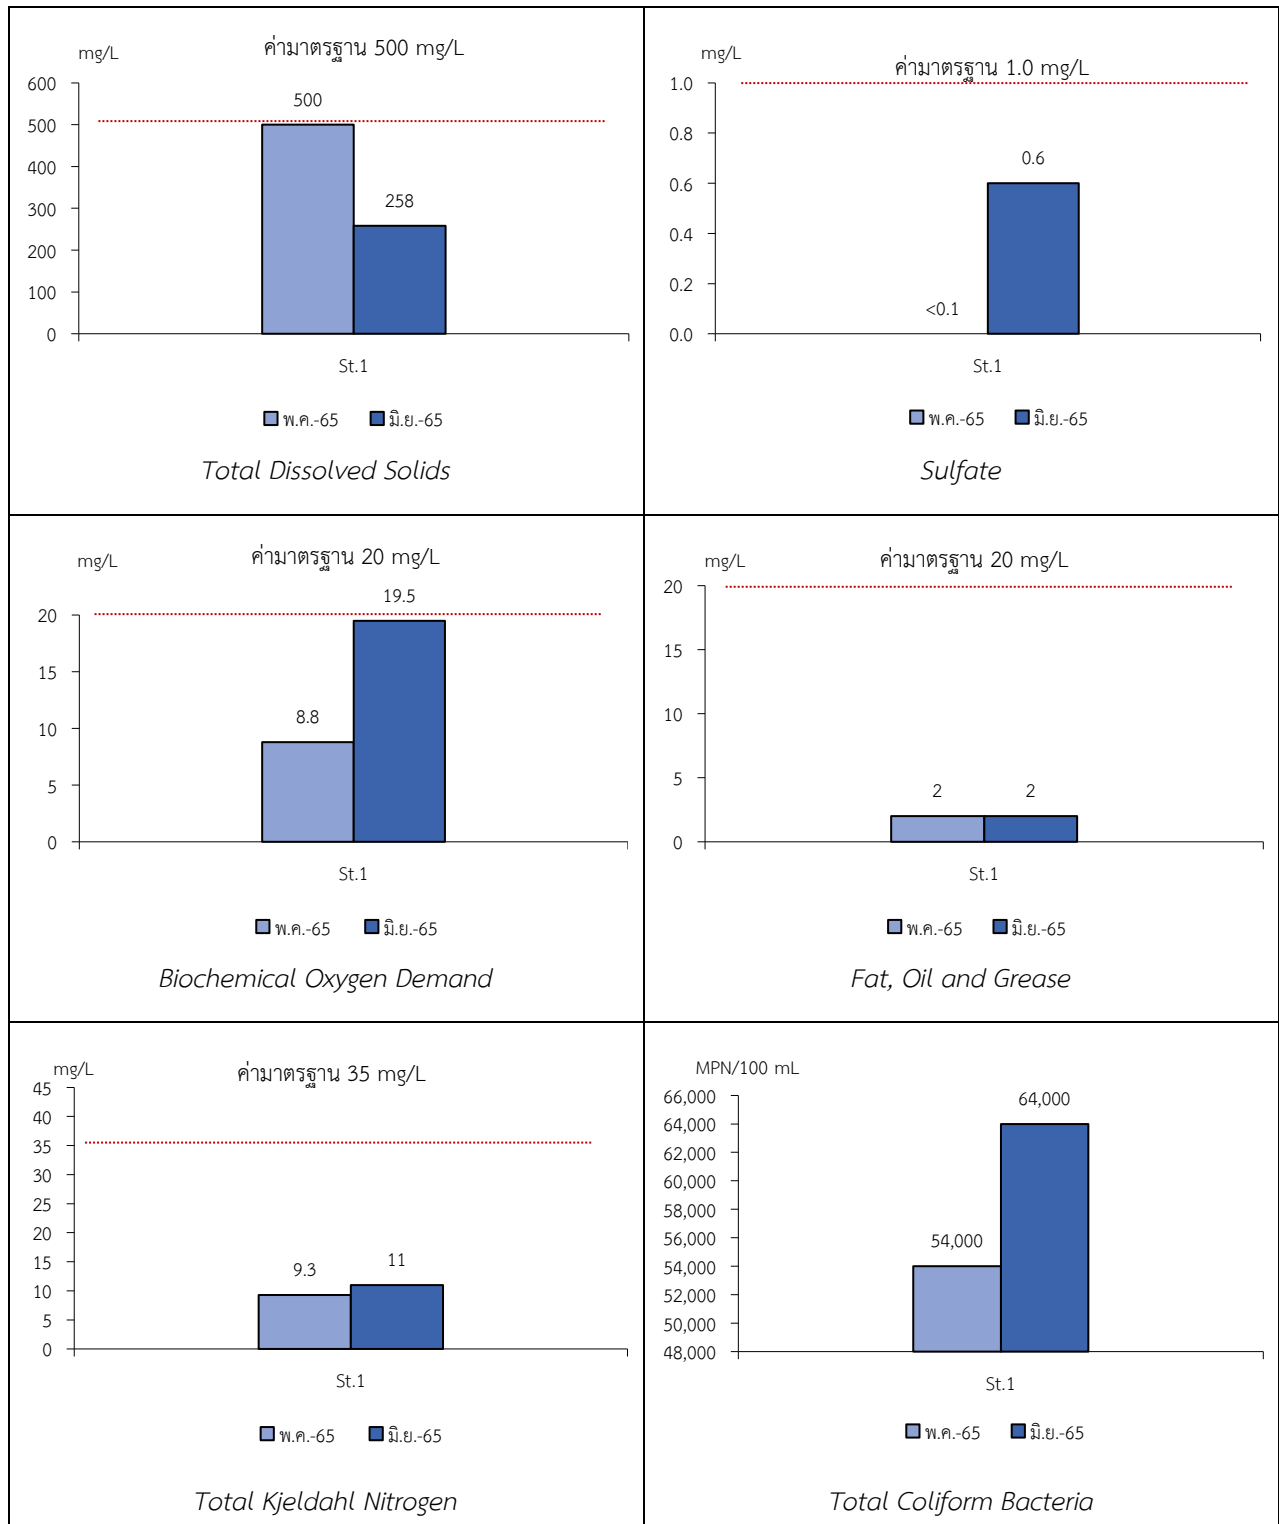 mg/L
ค่ามาตรฐาน 500 mg/L
600
500
400
300
200
100
0
500
258
St.1
พ.ค.-65 มิ.ย.-65
Total Dissolved Solids
mg/L
ค่ามาตรฐาน 1.0 mg/L
1.0
0.8
0.6
0.4
0.2
0.0
<0.1
0.6
St.1
พ.ค.-65 มิ.ย.-65
Sulfate
mg/L
ค่ามาตรฐาน 20 mg/L
20
15
10
5
0
8.8
19.5
St.1
พ.ค.-65 มิ.ย.-65
Biochemical Oxygen Demand
mg/L
ค่ามาตรฐาน 20 mg/L
20
15
10
5
0
2
2
St.1
พ.ค.-65 มิ.ย.-65
Fat, Oil and Grease
mg/L
ค่ามาตรฐาน 35 mg/L
45
40
35
30
25
20
15
10
5
0
9.3
11
St.1
พ.ค.-65 มิ.ย.-65
Total Kjeldahl Nitrogen
MPN/100 mL
66,000
64,000
62,000
60,000
58,000
56,000
54,000
52,000
50,000
48,000
54,000
64,000
St.1
พ.ค.-65 มิ.ย.-65
Total Coliform Bacteria